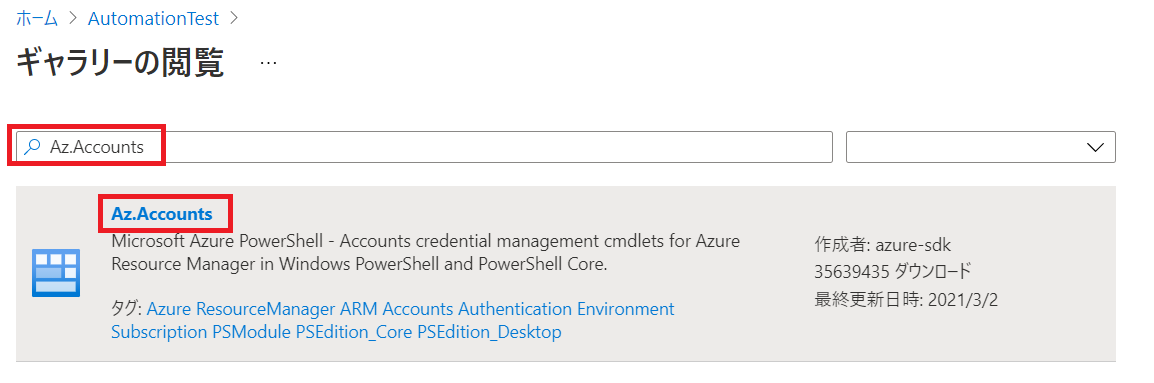 ホーム > AutomationTest >
ギャラリーの閲覧 ...
Az.Accounts
Az.Accounts
Microsoft Azure PowerShell - Accounts credential management cmdlets for Azure
Resource Manager in Windows PowerShell and PowerShell Core.
タグ: Azure ResourceManager ARM Accounts Authentication Environment
Subscription PSModule PSEdition_Core PSEdition_Desktop
作成者: azure-sdk
35639435 ダウンロード
最終更新日時: 2021/3/2